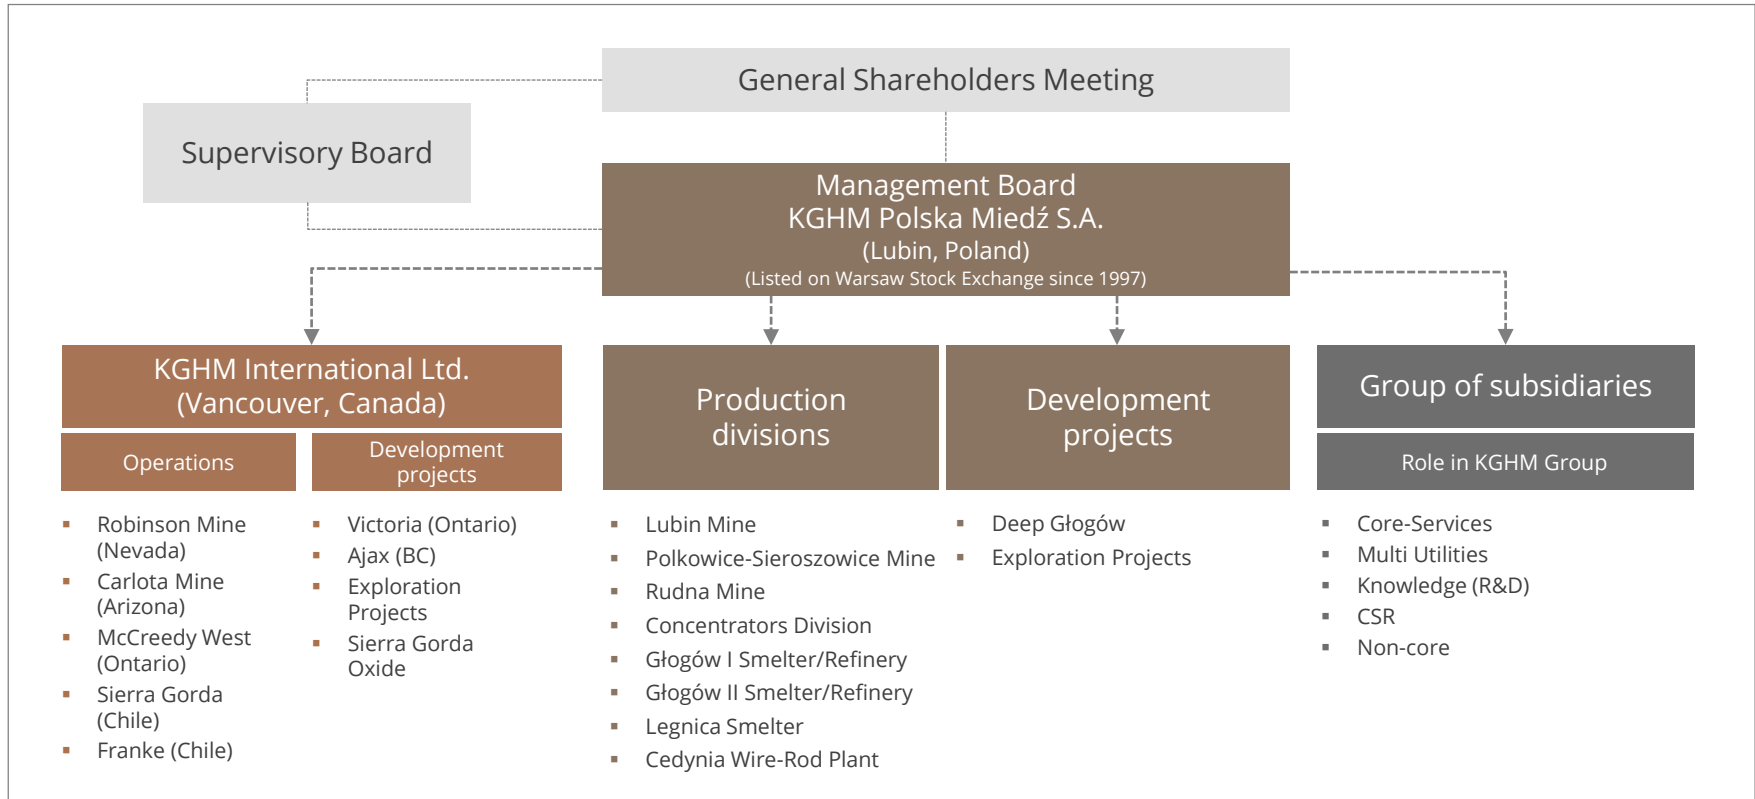 General Shareholders Meeting
Supervisory Board
Management Board
KGHM Polska Miedź S.A.
(Lubin, Poland)
(Listed on Warsaw Stock Exchange since 1997)
KGHM International Ltd.
(Vancouver, Canada)
Operations
Robinson Mine
(Nevada)
Carlota Mine
(Arizona)
McCreedy West
(Ontario)
Sierra Gorda
(Chile)
Franke (Chile)
Development
projects
Victoria (Ontario)
Ajax (BC)
Exploration
Projects
Sierra Gorda
Oxide
Production
divisions
Lubin Mine
Polkowice-Sieroszowice Mine
Rudna Mine
Concentrators Division
Głogów I Smelter/Refinery
Głogów II Smelter/Refinery
Legnica Smelter
Cedynia Wire-Rod Plant
Development
projects
Deep Głogów
Exploration Projects
Group of subsidiaries
Role in KGHM Group
Core-Services
Multi Utilities
Knowledge (R&D)
CSR
Non-core